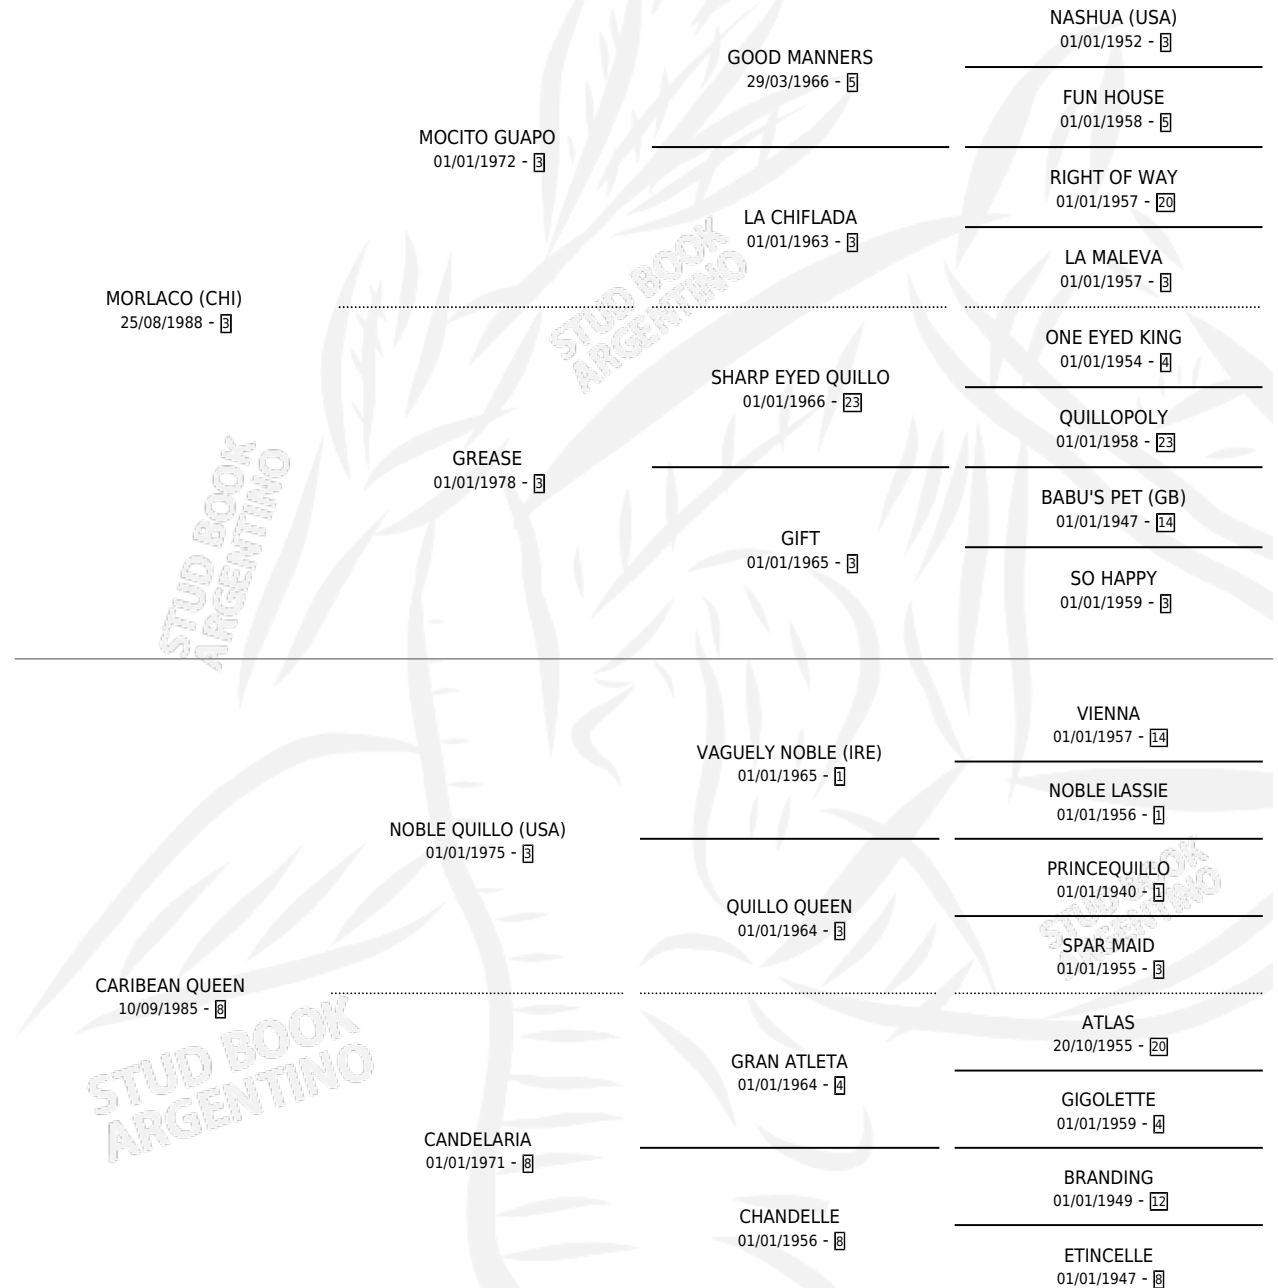 NASHUA (USA)
01/01/1952 - 3
GOOD MANNERS
29/03/1966 - 5
FUN HOUSE
01/01/1958 - 5
MOCITO GUAPO
01/01/1972 - 3
RIGHT OF WAY
01/01/1957 - 20
LA CHIFLADA
01/01/1963 - 3
LA MALEVA
01/01/1957 - 3
MORLACO (CHI)
25/08/1988 - 3
STUD BOOK
ARGENTINO
ONE EYED KING
01/01/1954 - 4
SHARP EYED QUILLO
01/01/1966 - 23
QUILLOPOLY
01/01/1958 - 23
GREASE
01/01/1978 - 3
BABU'S PET (GB)
01/01/1947 - 14
GIFT
01/01/1965 - 3
SO HAPPY
01/01/1959 - 3
STUD BOOK
ARGENTINO
VIENNA
01/01/1957 - 14
VAGUELY NOBLE (IRE)
01/01/1965 - 1
NOBLE LASSIE
01/01/1956 - 1
NOBLE QUILLO (USA)
01/01/1975 - 3
PRINCEQUILLO
01/01/1940 - 1
QUILLO QUEEN
01/01/1964 - 3
STUD BOOK
ARGENTINO
SPAR MAID
01/01/1955 - 3
CARIBEAN QUEEN
10/09/1985 - 8
ATLAS
20/10/1955 - 20
STUD BOOK
ARGENTINO
GRAN ATLETA
01/01/1964 - 4
GIGOLETTE
01/01/1959 - 4
CANDELARIA
01/01/1971 - 8
BRANDING
01/01/1949 - 12
CHANDELLE
01/01/1956 - 8
ETINCELLE
01/01/1947 - 8